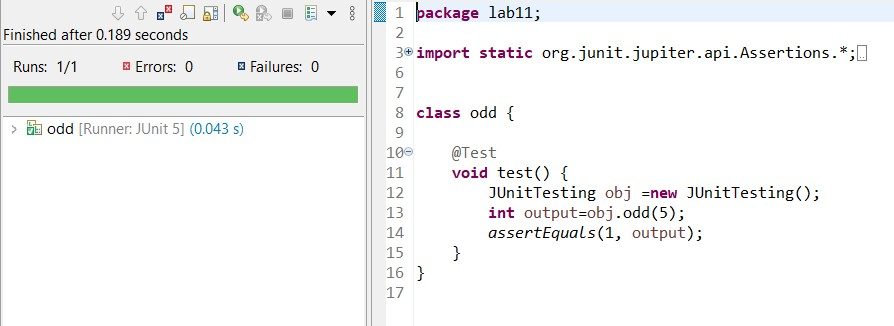 Finished after 0.189 seconds
Runs: 1/1 Errors: 0 Failures: 0
odd [Runner: JUnit 5] (0.043 s)
1 package lab11;
2
3 import static org.junit.jupiter.api.Assertions.*;
6
7
8 class odd {
9
10 @Test
11 void test() {
12 JUnitTesting obj =new JUnitTesting();
13 int output=obj.odd(5);
14 assertEquals(1, output);
15 }
16 }
17